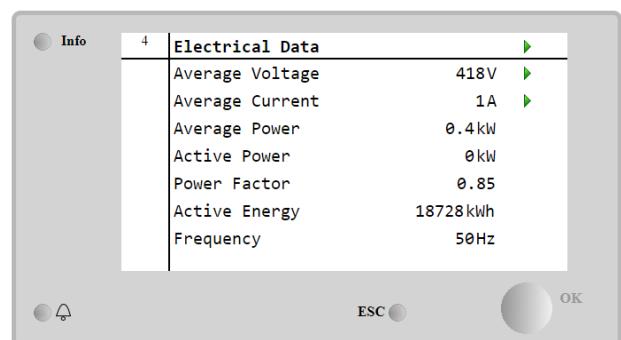 Info
4 Electrical Data
Average Voltage 418V
Average Current 1A
Average Power 0.4kW
Active Power 0kW
Power Factor 0.85
Active Energy 18728kWh
Frequency 50Hz
ESC OK